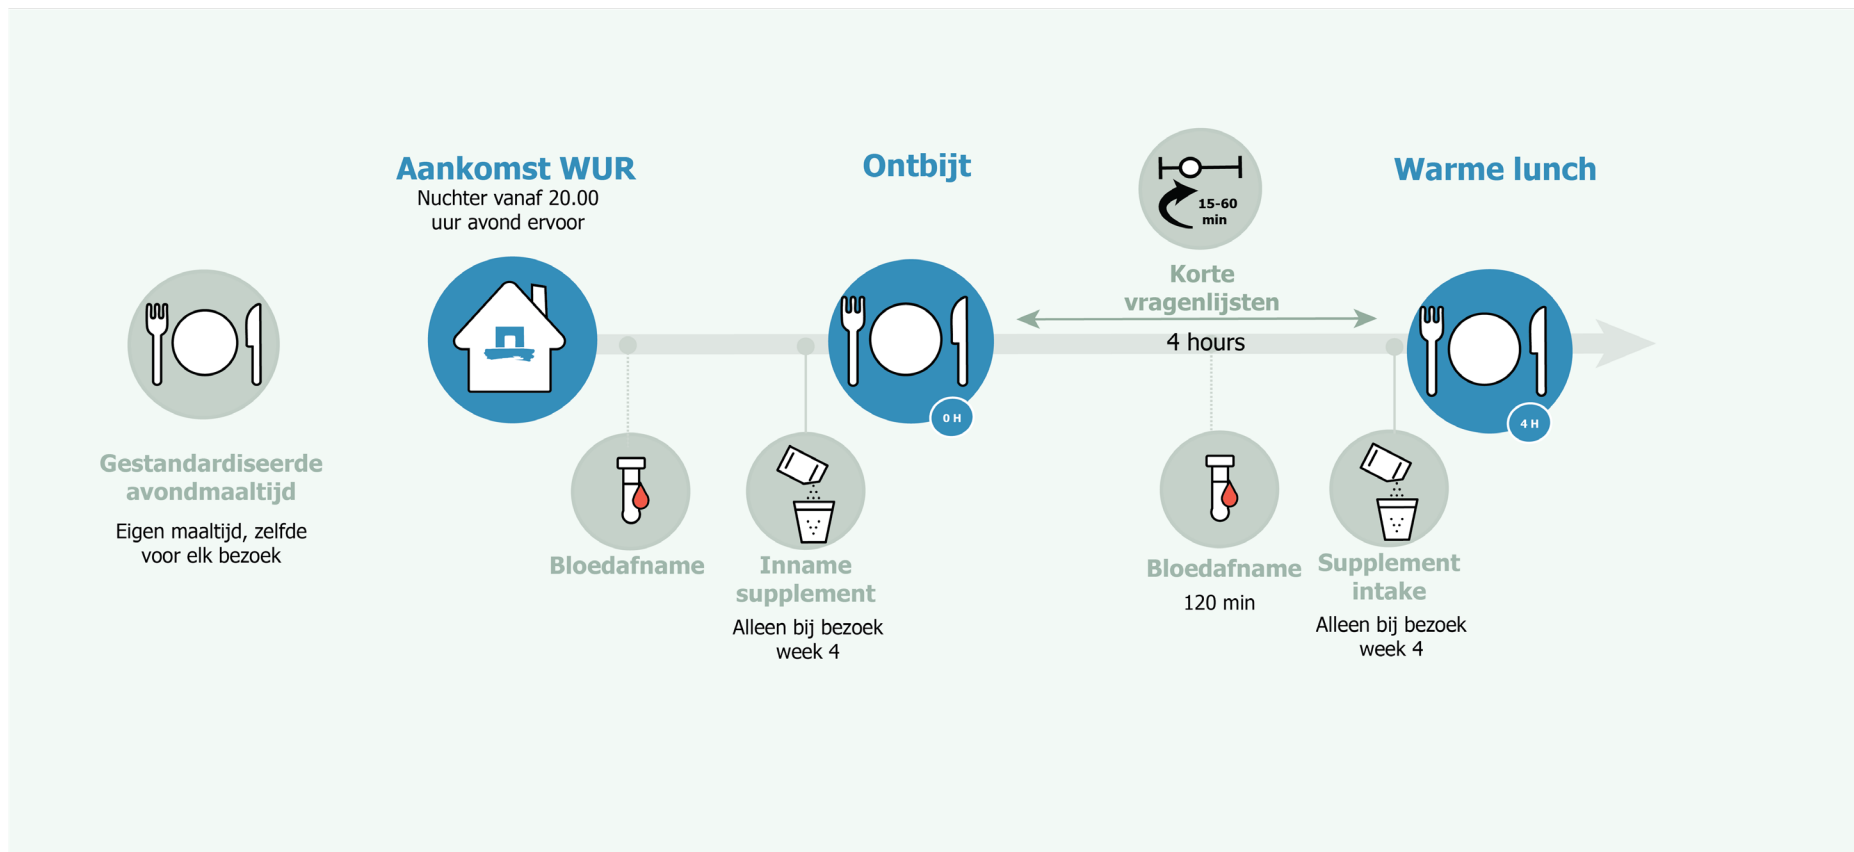 Aankomst WUR
Nuchter vanaf 20.00
uur avond ervoor
Ontbijt
15-60
min
Warme lunch
Korte
vragenlijsten
4 hours
0 H
4 H
Gestandardiseerde
avondmaaltijd
Eigen maaltijd, zelfde
voor elk bezoek
Bloedafname
Inname
supplement
Alleen bij bezoek
week 4
Bloedafname
120 min
Supplement
intake
Alleen bij bezoek
week 4